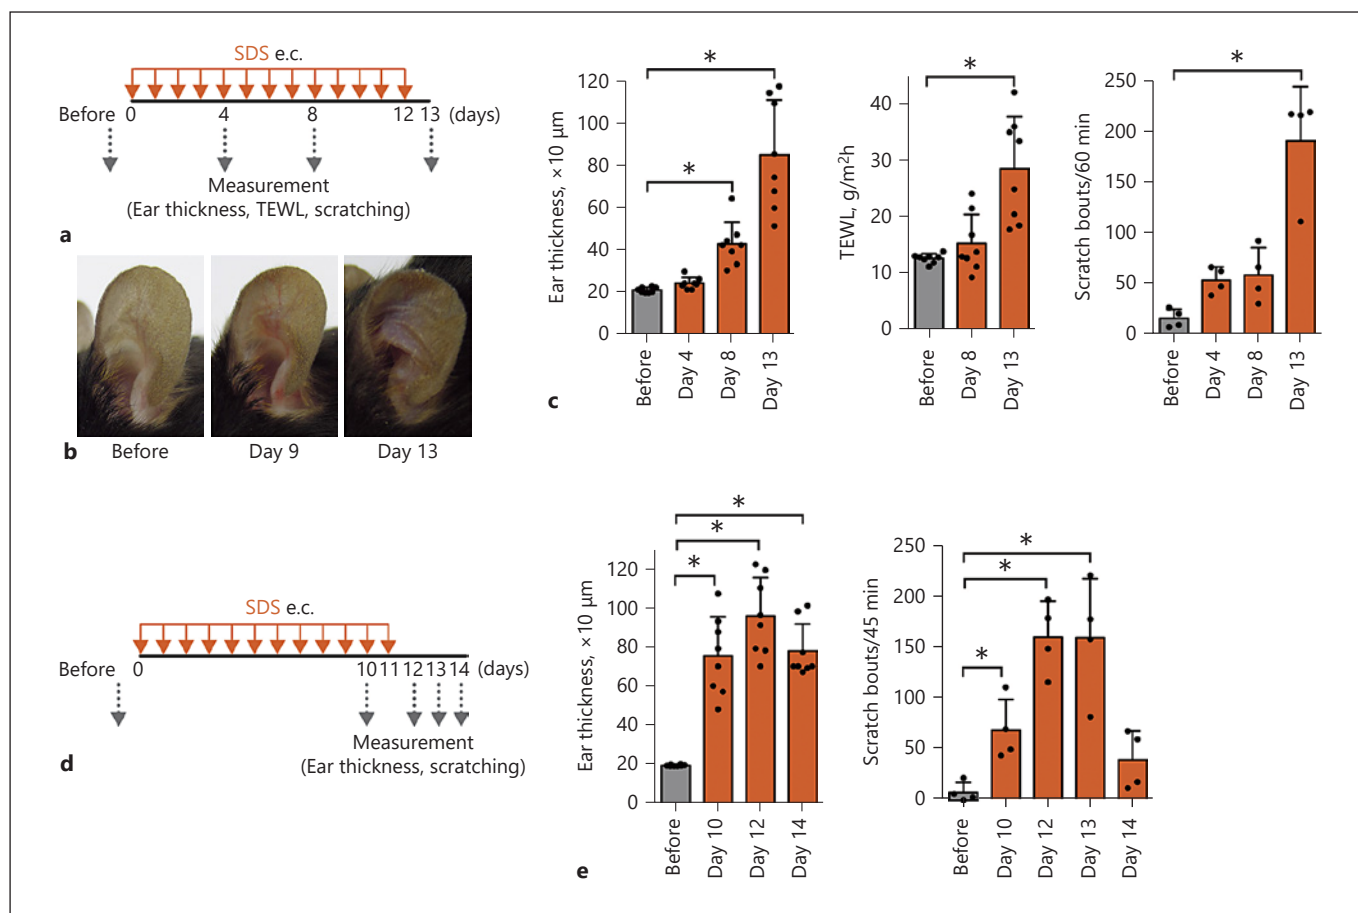 SDS e.c.
Before 0 4 8 12 13 (days)
Measurement
(Ear thickness, TEWL, scratching)
a
Before Day 9 Day 13
b
Ear thickness, ×10 μm
120
100
80
60
40
20
0
* *
Before Day 4 Day 8 Day 13
TEWL, g/m²h
40
30
20
10
0
*
Before Day 8 Day 13
Scratch bouts/60 min
250
200
150
100
50
0
*
Before Day 4 Day 8 Day 13
c
SDS e.c.
Before 0 10 11 12 13 14 (days)
Measurement
(Ear thickness, scratching)
d
Ear thickness, ×10 μm
120
100
80
60
40
20
0
* * *
Before Day 10 Day 12 Day 14
Scratch bouts/45 min
250
200
150
100
50
0
* * *
Before Day 10 Day 12 Day 13 Day 14
e